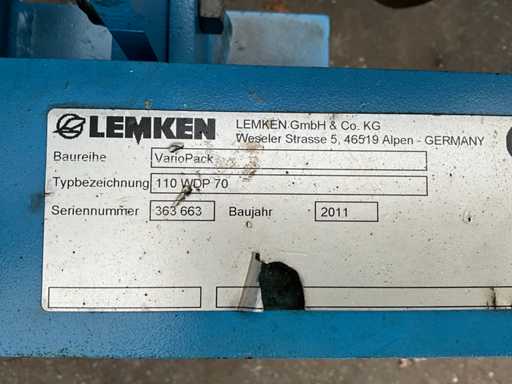 LEMKEN
LEMKEN GmbH & Co. KG
Weseler Strasse 5, 46519 Alpen - GERMANY
Baureihe VarioPack
Typbezeichnung 110 WDP 70
Seriennummer 363 663 Baujahr 2011